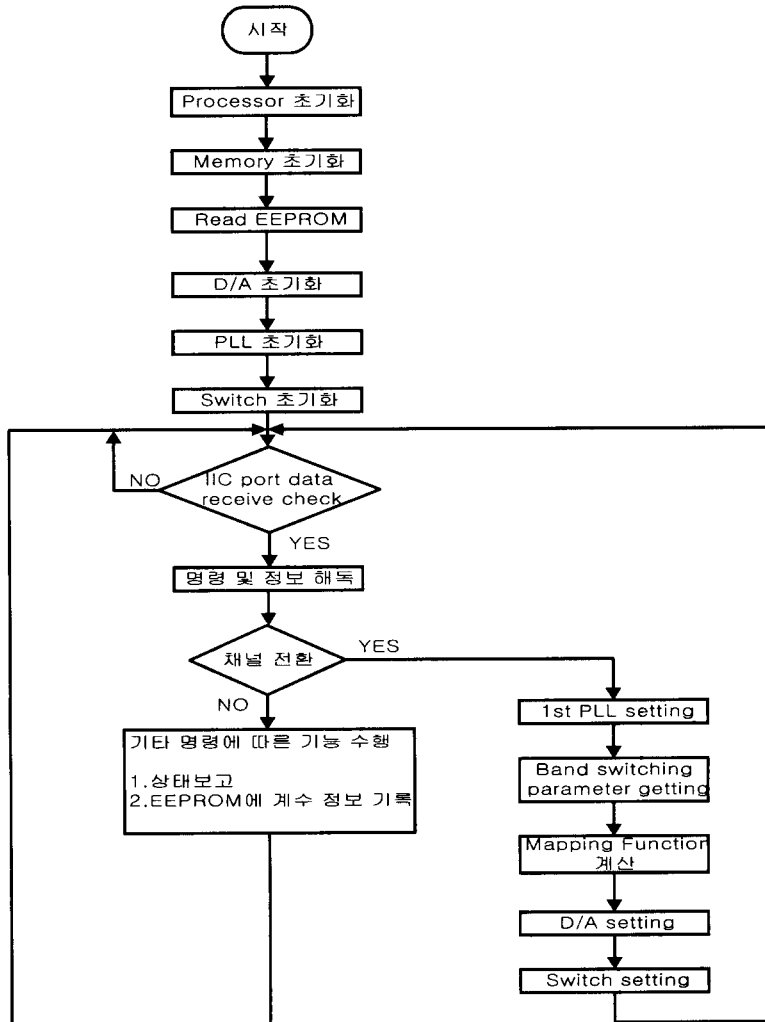 시작
Processor 초기화
Memory 초기화
Read EEPROM
D/A 초기화
PLL 초기화
Switch 초기화
NO
IIC port data
receive check
YES
명령 및 정보 해독
채널 전환
YES
NO
기타 명령에 따른 기능 수행
1.상태보고
2.EEPROM에 계수 정보 기록
1st PLL setting
Band switching
parameter getting
Mapping Function
계산
D/A setting
Switch setting